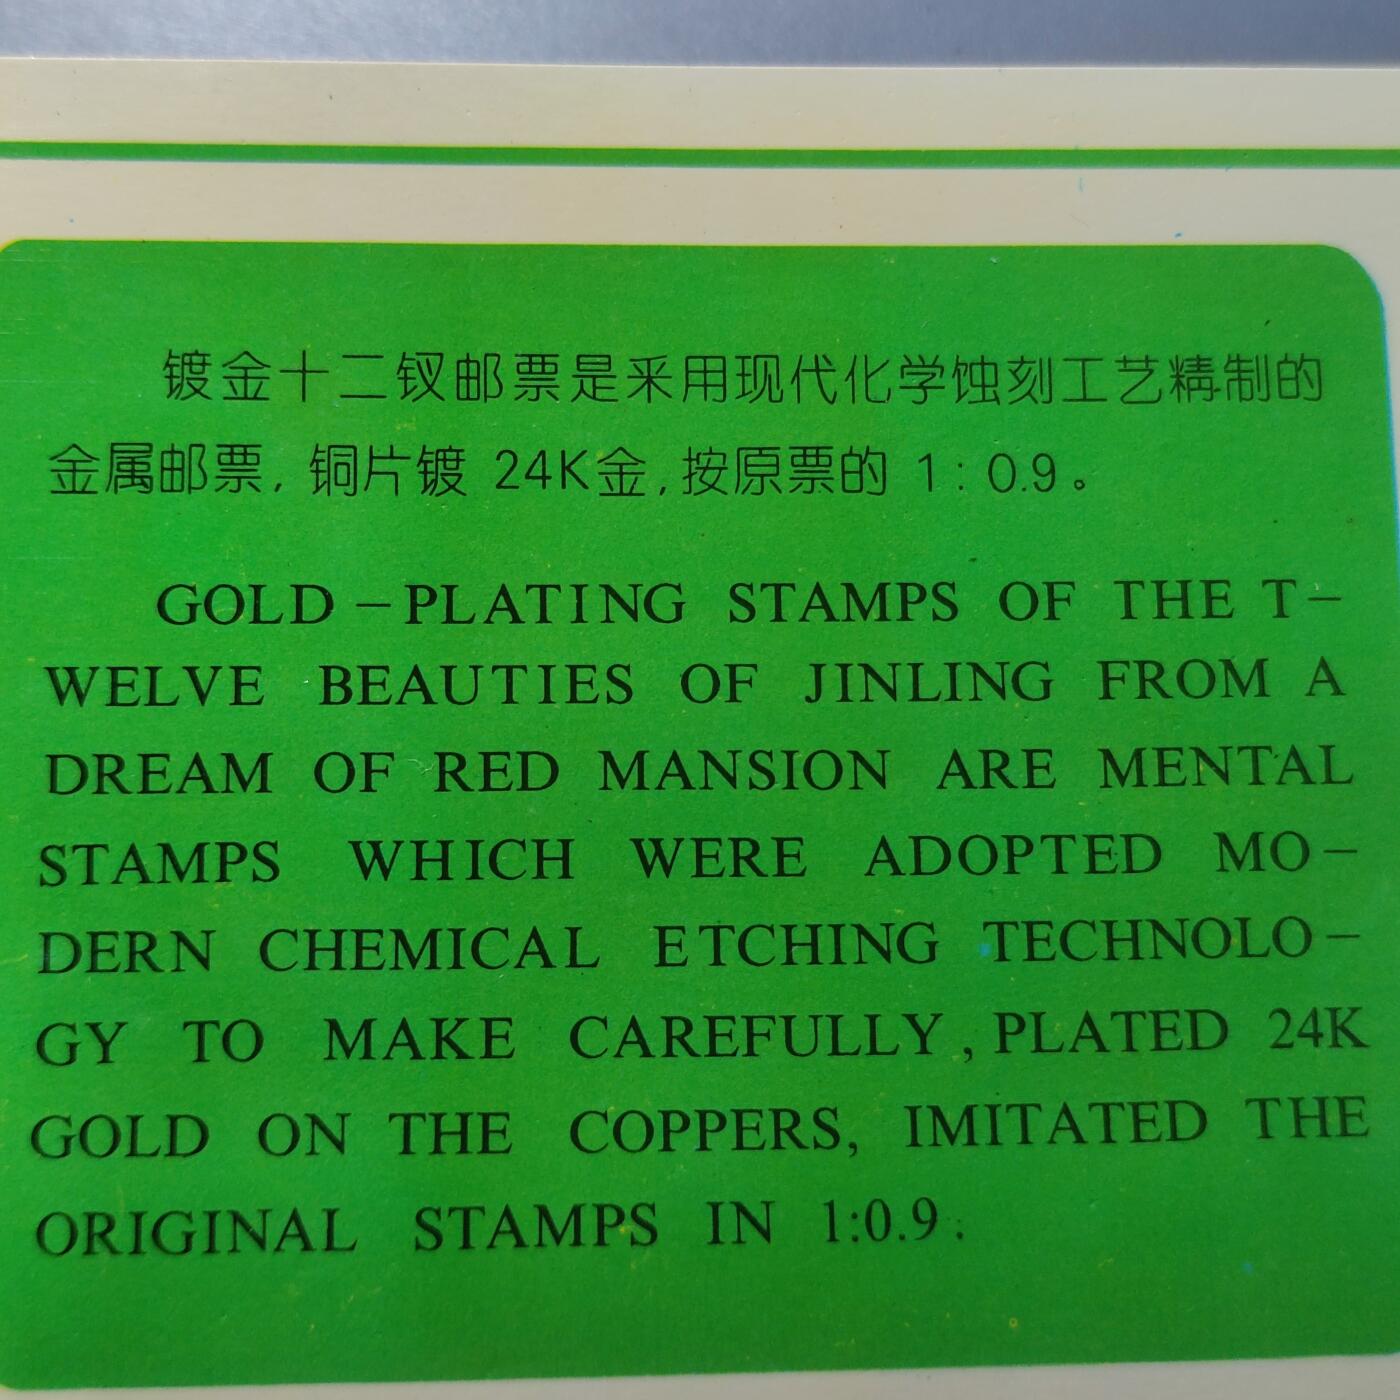 镀金十二钗邮票是采用现代化学蚀刻工艺精制的
金属邮票, 铜片镀 24K金,按原票的 1：0.9。
GOLD-PLATING STAMPS OF THE T-
WELVE BEAUTIES OF JINLING FROM A
DREAM OF RED MANSION ARE MENTAL
STAMPS WHICH WERE ADOPTED MO-
DERN CHEMICAL ETCHING TECHNOLO-
GY TO MAKE CAREFULLY, PLATED 24K
GOLD ON THE COPPERS, IMITATED THE
ORIGINAL STAMPS IN 1:0.9.